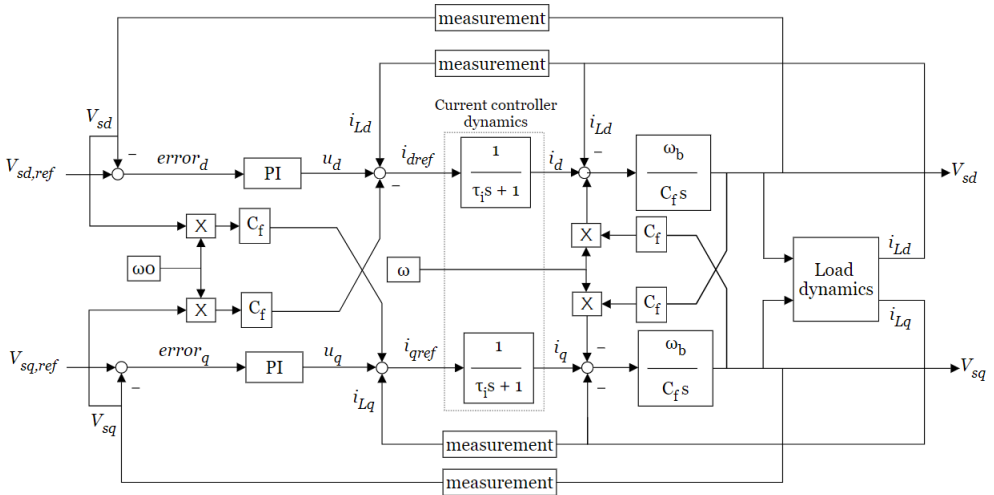 measurement
measurement
Current controller
dynamics
V_sd
i_Ld
i_Ld
ω_b
C_f s
1
τ_i s + 1
V_sd,ref
−
error_d
PI
u_d
−
i_dref
i_d
−
V_sd
X
C_f
X
C_f
i_Ld
ωo
ω
Load
dynamics
X
C_f
X
C_f
i_Lq
V_sq,ref
error_q
PI
u_q
i_qref
1
τ_i s + 1
i_q
−
ω_b
C_f s
V_sq
−
i_Lq
−
V_sq
measurement
measurement